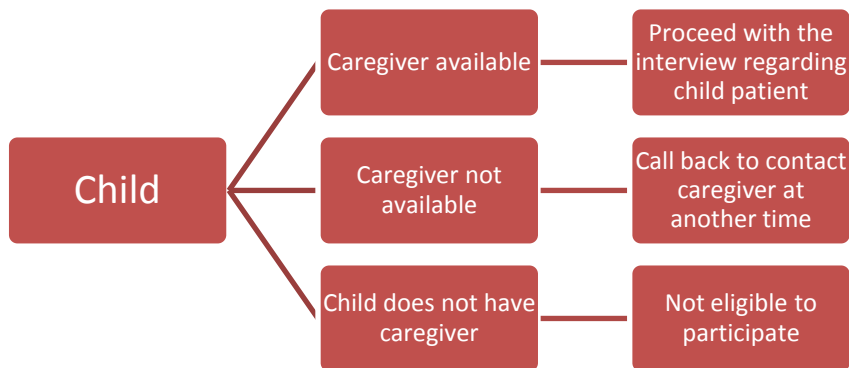 Child
Caregiver available
Proceed with the
interview regarding
child patient
Caregiver not
available
Call back to contact
caregiver at
another time
Child does not have
caregiver
Not eligible to
participate